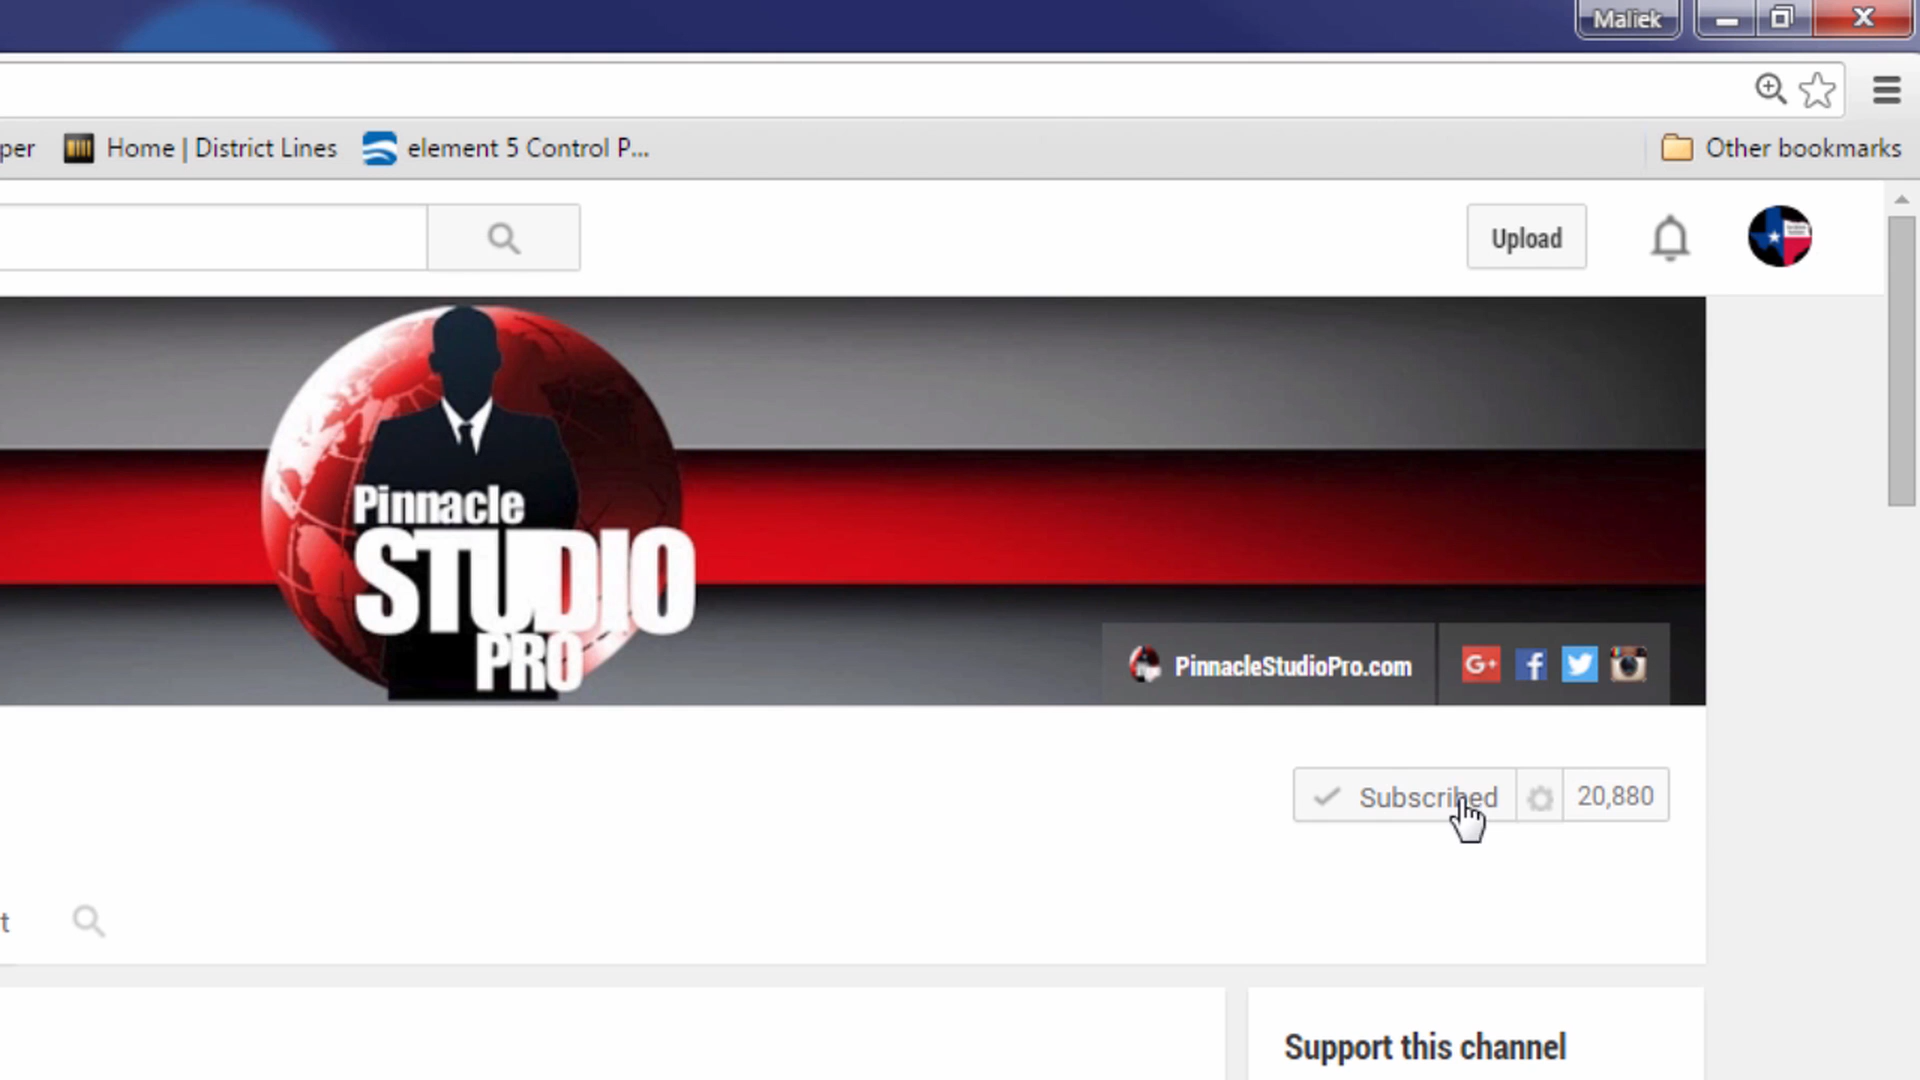 Maliek
per
Home | District Lines
element 5 Control P...
Other bookmarks
Upload
Pinnacle
STUDIO
PRO
PinnacleStudioPro.com
G+
Subscribed
20,880
t
Support this channel